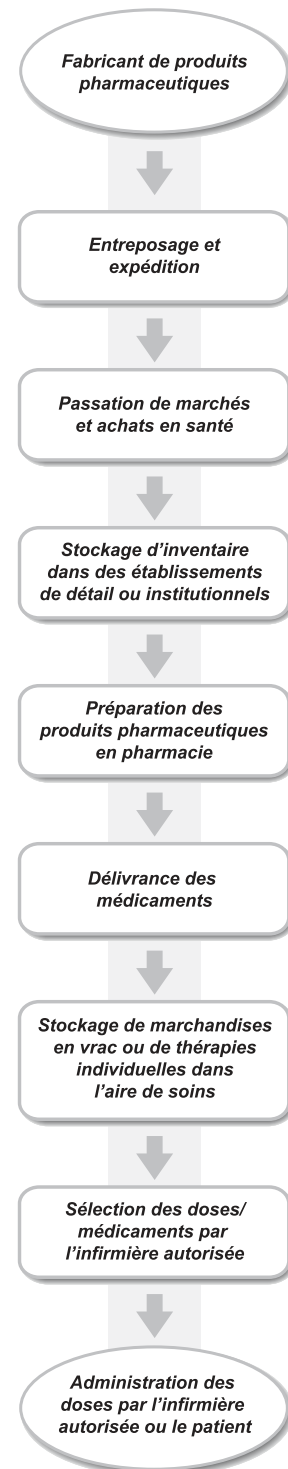 Fabricant de produits
pharmaceutiques
Entreposage et
expédition
Passation de marchés
et achats en santé
Stockage d'inventaire
dans des établissements
de détail ou institutionnels
Préparation des
produits pharmaceutiques
en pharmacie
Délivrance des
médicaments
Stockage de marchandises
en vrac ou de thérapies
individuelles dans
l'aire de soins
Sélection des doses/
médicaments par
l'infirmière autorisée
Administration des
doses par l'infirmière
autorisée ou le patient